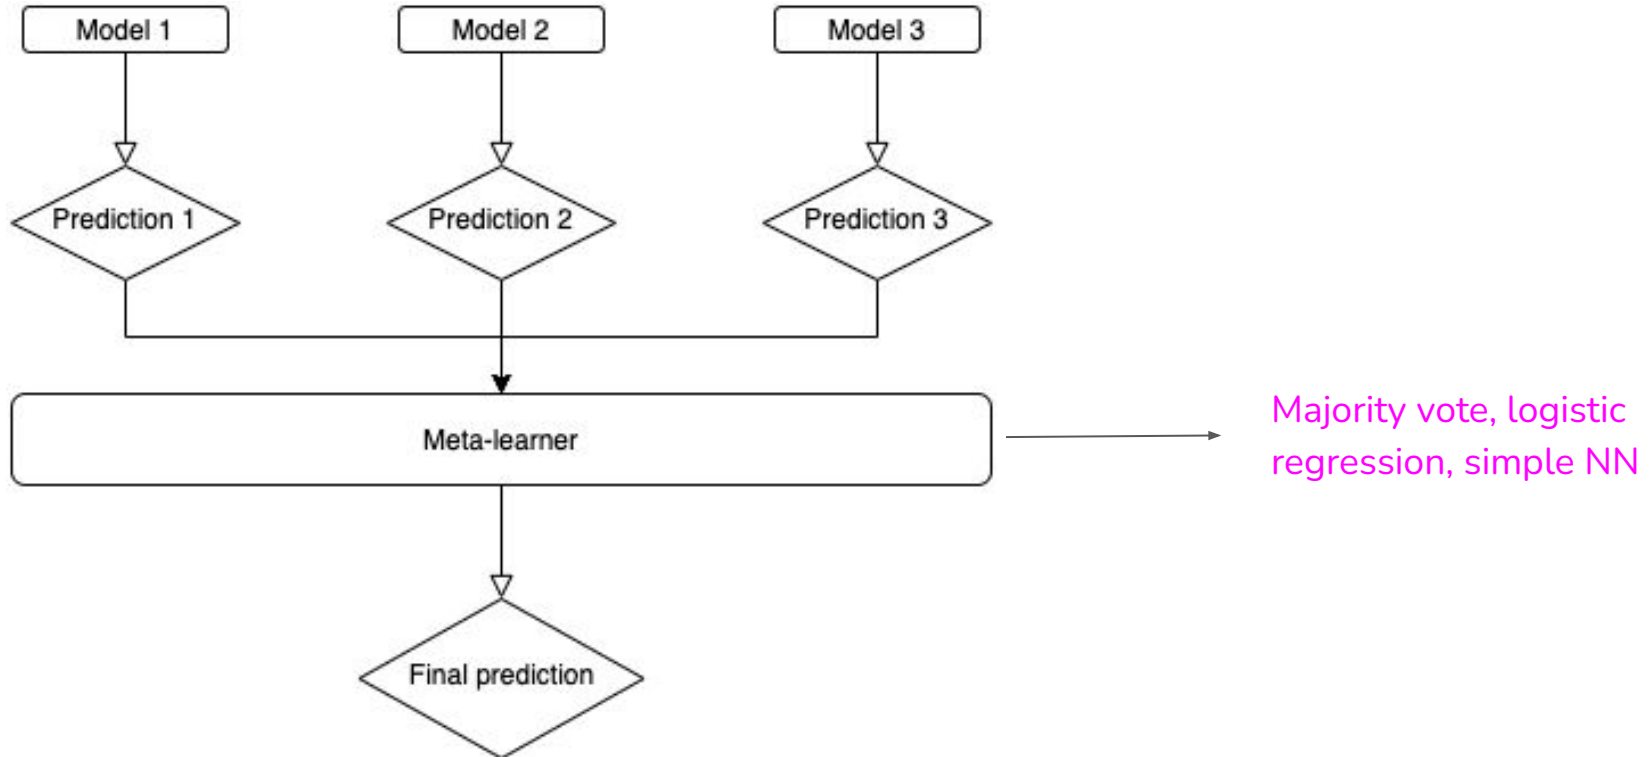 Model 1
Model 2
Model 3
Prediction 1
Prediction 2
Prediction 3
Meta-learner
Majority vote, logistic
regression, simple NN
Final prediction